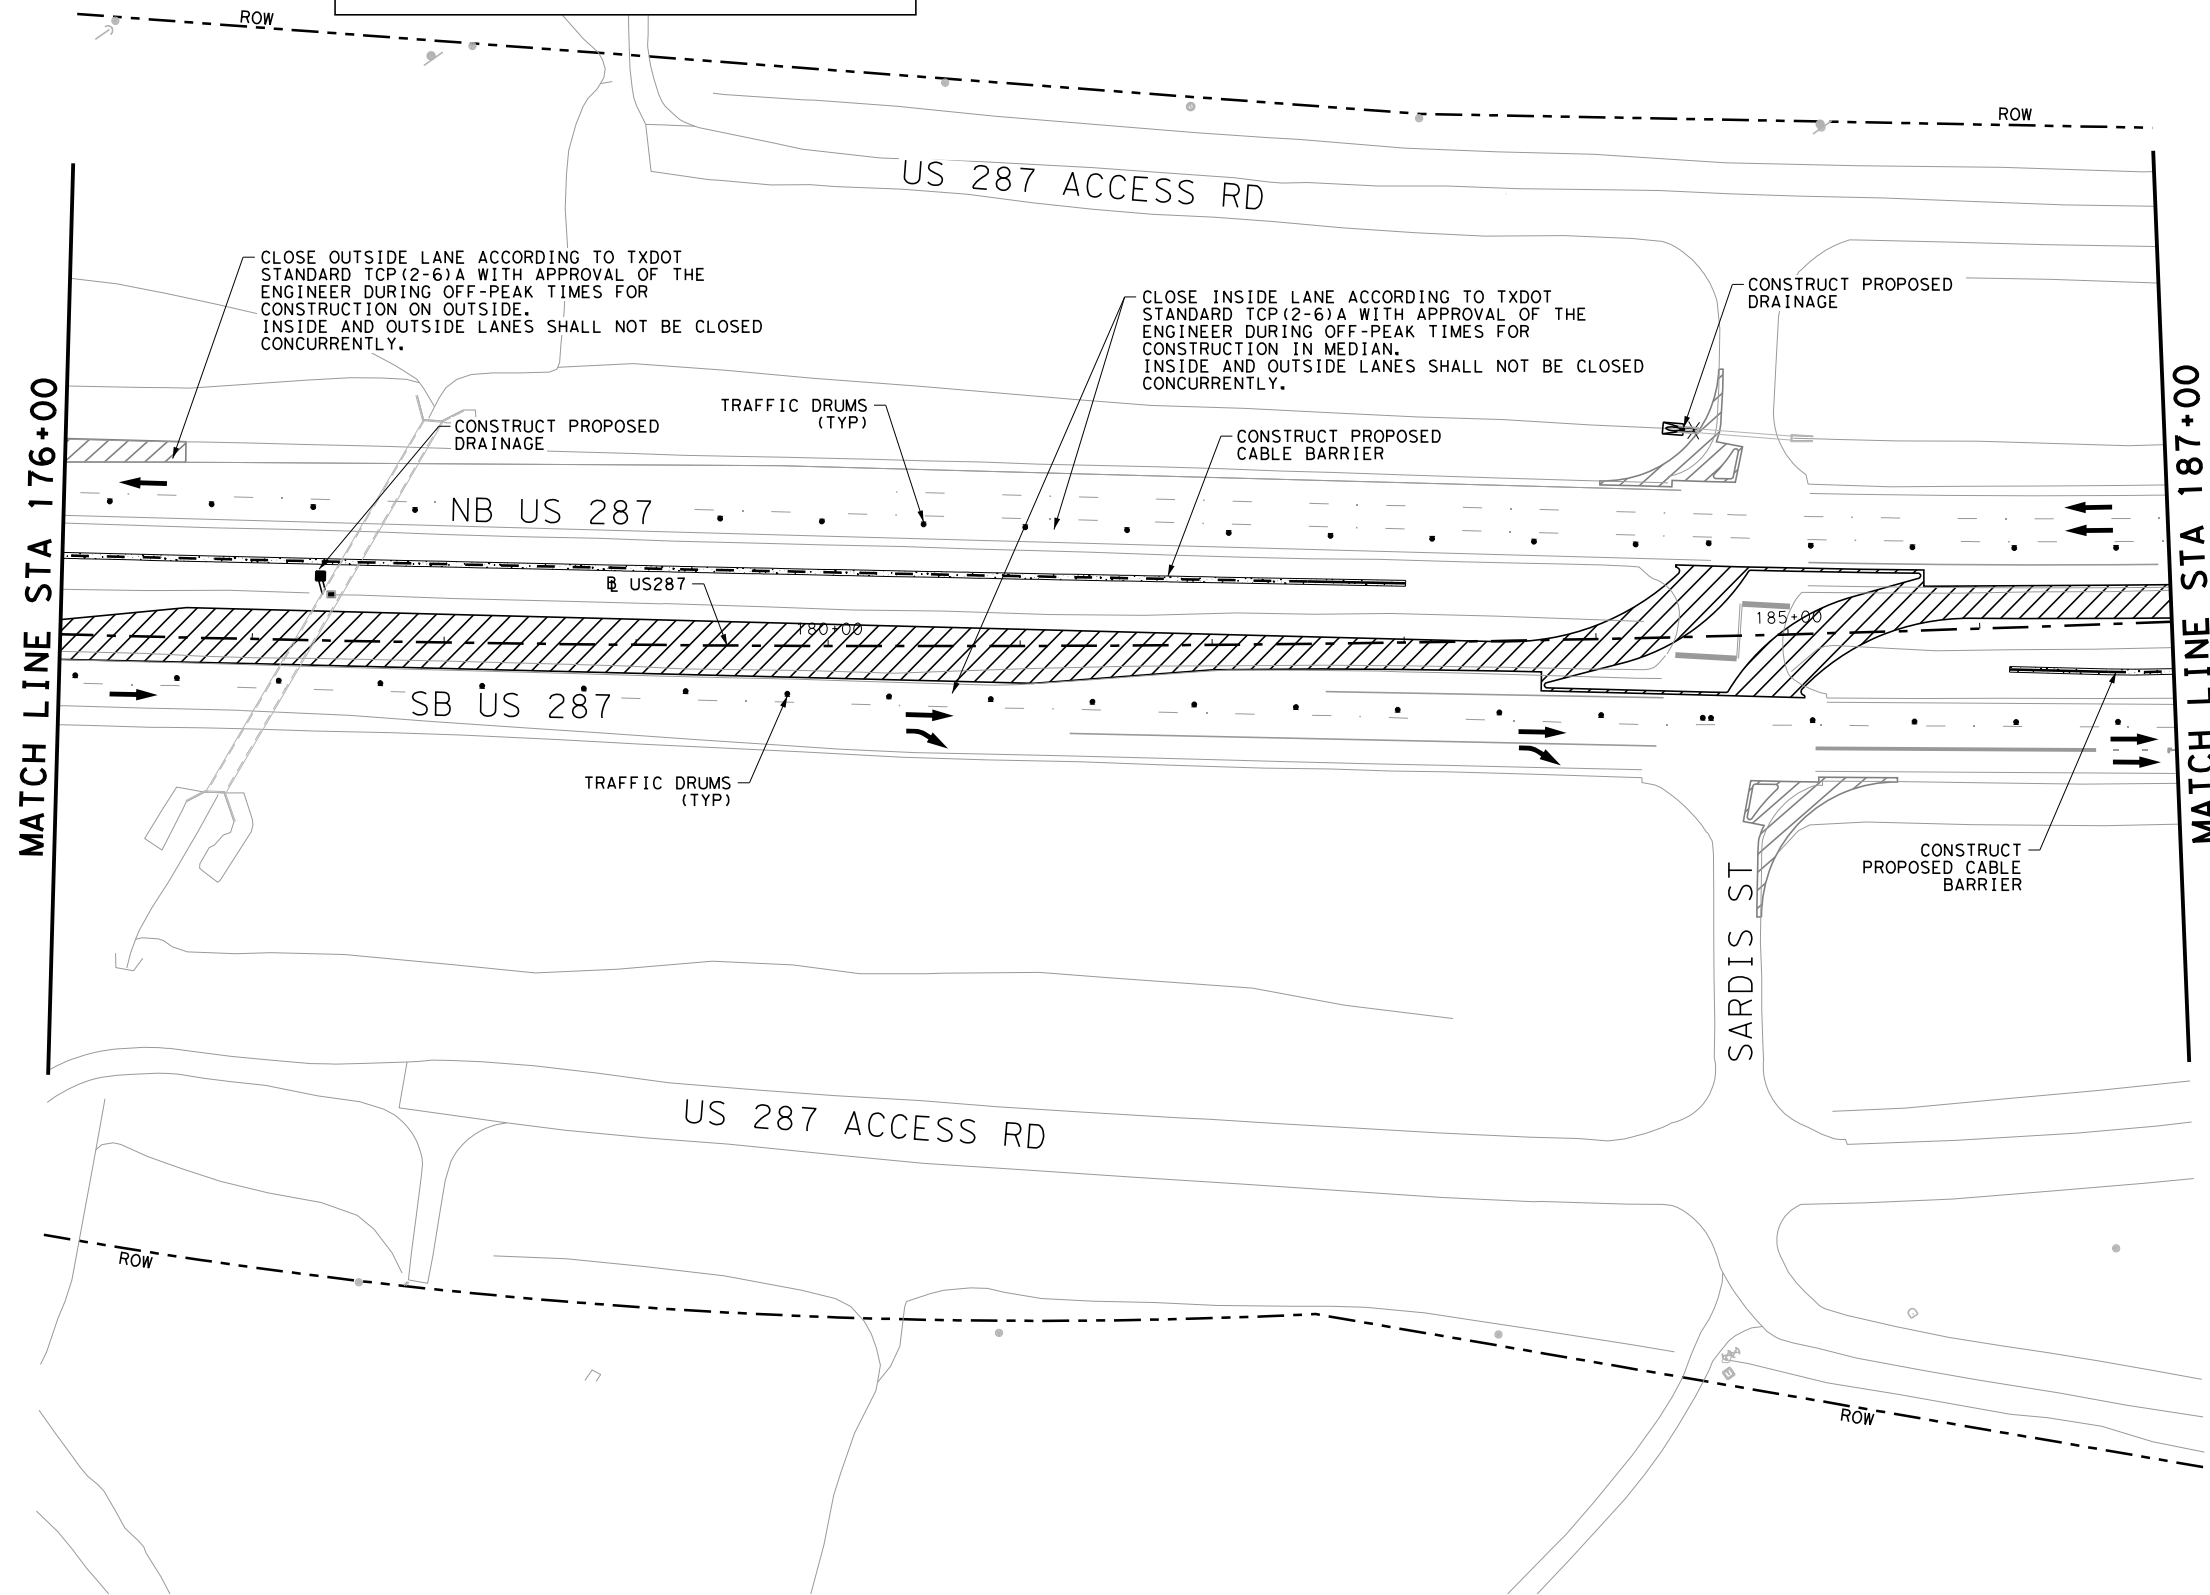 ROW
ROW
US 287 ACCESS RD
CLOSE OUTSIDE LANE ACCORDING TO TXDOT
STANDARD TCP(2-6)A WITH APPROVAL OF THE
ENGINEER DURING OFF-PEAK TIMES FOR
CONSTRUCTION ON OUTSIDE.
INSIDE AND OUTSIDE LANES SHALL NOT BE CLOSED
CONCURRENTLY.
CLOSE INSIDE LANE ACCORDING TO TXDOT
STANDARD TCP(2-6)A WITH APPROVAL OF THE
ENGINEER DURING OFF-PEAK TIMES FOR
CONSTRUCTION IN MEDIAN.
INSIDE AND OUTSIDE LANES SHALL NOT BE CLOSED
CONCURRENTLY.
CONSTRUCT PROPOSED
DRAINAGE
TRAFFIC DRUMS
(TYP)
CONSTRUCT PROPOSED
DRAINAGE
CONSTRUCT PROPOSED
CABLE BARRIER
MATCH LINE STA 176+00
MATCH LINE STA 187+00
NB US 287
BL US287
180+00
185+00
SB US 287
TRAFFIC DRUMS
(TYP)
CONSTRUCT
PROPOSED CABLE
BARRIER
SARDIS ST
US 287 ACCESS RD
ROW
ROW